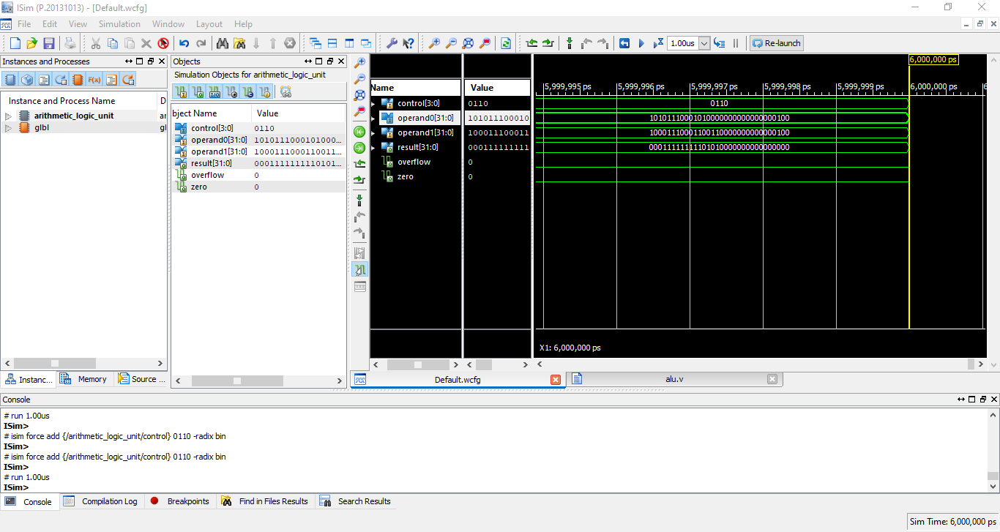 ISim (P.20131013) - [Default.wcfg]
File Edit View Simulation Window Layout Help
1.00us Re-launch
Instances and Processes
Instance and Process Name D
arithmetic_logic_unit ar
glbl gl
Instanc... Memory Source ...
Objects
Simulation Objects for arithmetic_logic_unit
bject Name Value
control[3:0] 0110
operand0[31:0] 1010111000101000...
operand1[31:0] 1000111000110011...
result[31:0] 0001111111110101...
overflow 0
zero 0
Name Value
control[3:0] 0110
operand0[31:0] 101011100010
operand1[31:0] 100011100011
result[31:0] 000111111111
overflow 0
zero 0
6,000,000 ps
5,999,995 ps 5,999,996 ps 5,999,997 ps 5,999,998 ps 5,999,999 ps 6,000,000 ps 6
0110
10101110001010000000000000000100
10001110001100110000000000000100
00011111111101010000000000000000
X1: 6,000,000 ps
Default.wcfg alu.v
Console
# run 1.00us
ISim>
# isim force add {/arithmetic_logic_unit/control} 0110 -radix bin
ISim>
# isim force add {/arithmetic_logic_unit/control} 0110 -radix bin
ISim>
# run 1.00us
ISim>
Console Compilation Log Breakpoints Find in Files Results Search Results
Sim Time: 6,000,000 ps